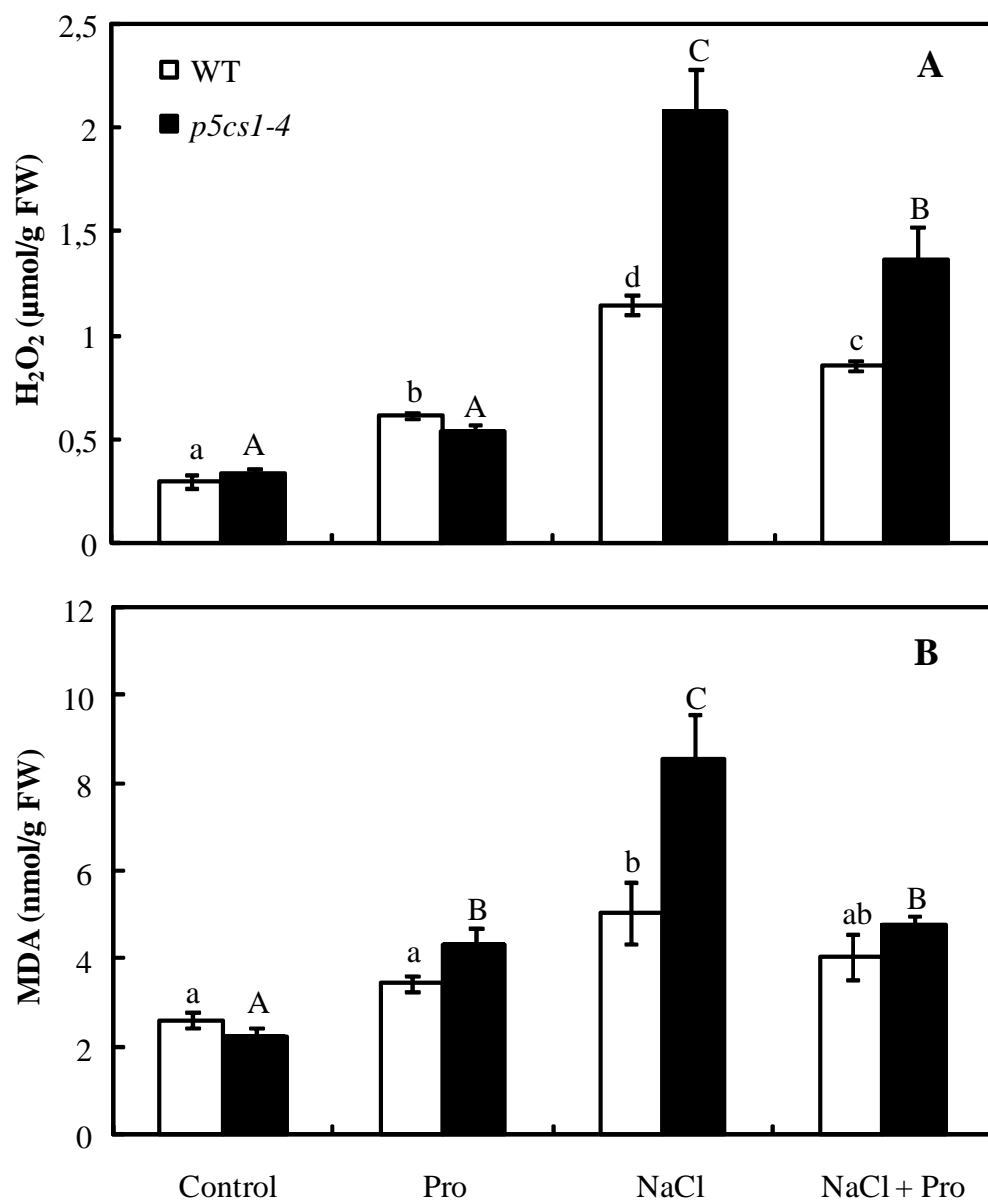 2,5
2
1,5
1
0,5
0
H₂O₂ (µmol/g FW)
WT
p5cs1-4
A
a
A
b
A
d
C
c
B
12
10
8
6
4
2
0
MDA (nmol/g FW)
B
a
A
a
B
b
C
ab
B
Control Pro NaCl NaCl + Pro